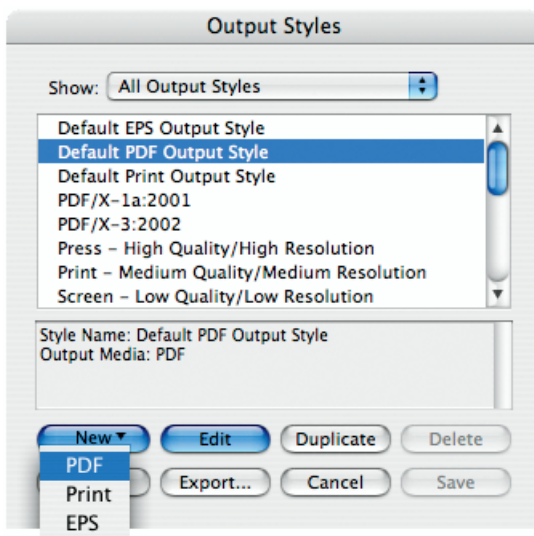 Output Styles
Show: All Output Styles
Default EPS Output Style
Default PDF Output Style
Default Print Output Style
PDF/X-1a:2001
PDF/X-3:2002
Press – High Quality/High Resolution
Print – Medium Quality/Medium Resolution
Screen – Low Quality/Low Resolution
Style Name: Default PDF Output Style
Output Media: PDF
New Edit Duplicate Delete
PDF
Print Export... Cancel Save
EPS